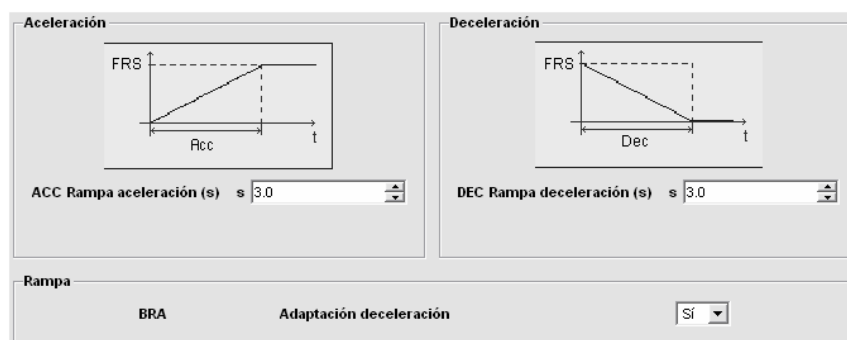 Aceleración
FRS
Acc
t
ACC Rampa aceleración (s) s 3.0
Deceleración
FRS
Dec
t
DEC Rampa deceleración (s) s 3.0
Rampa
BRA Adaptación deceleración Sí